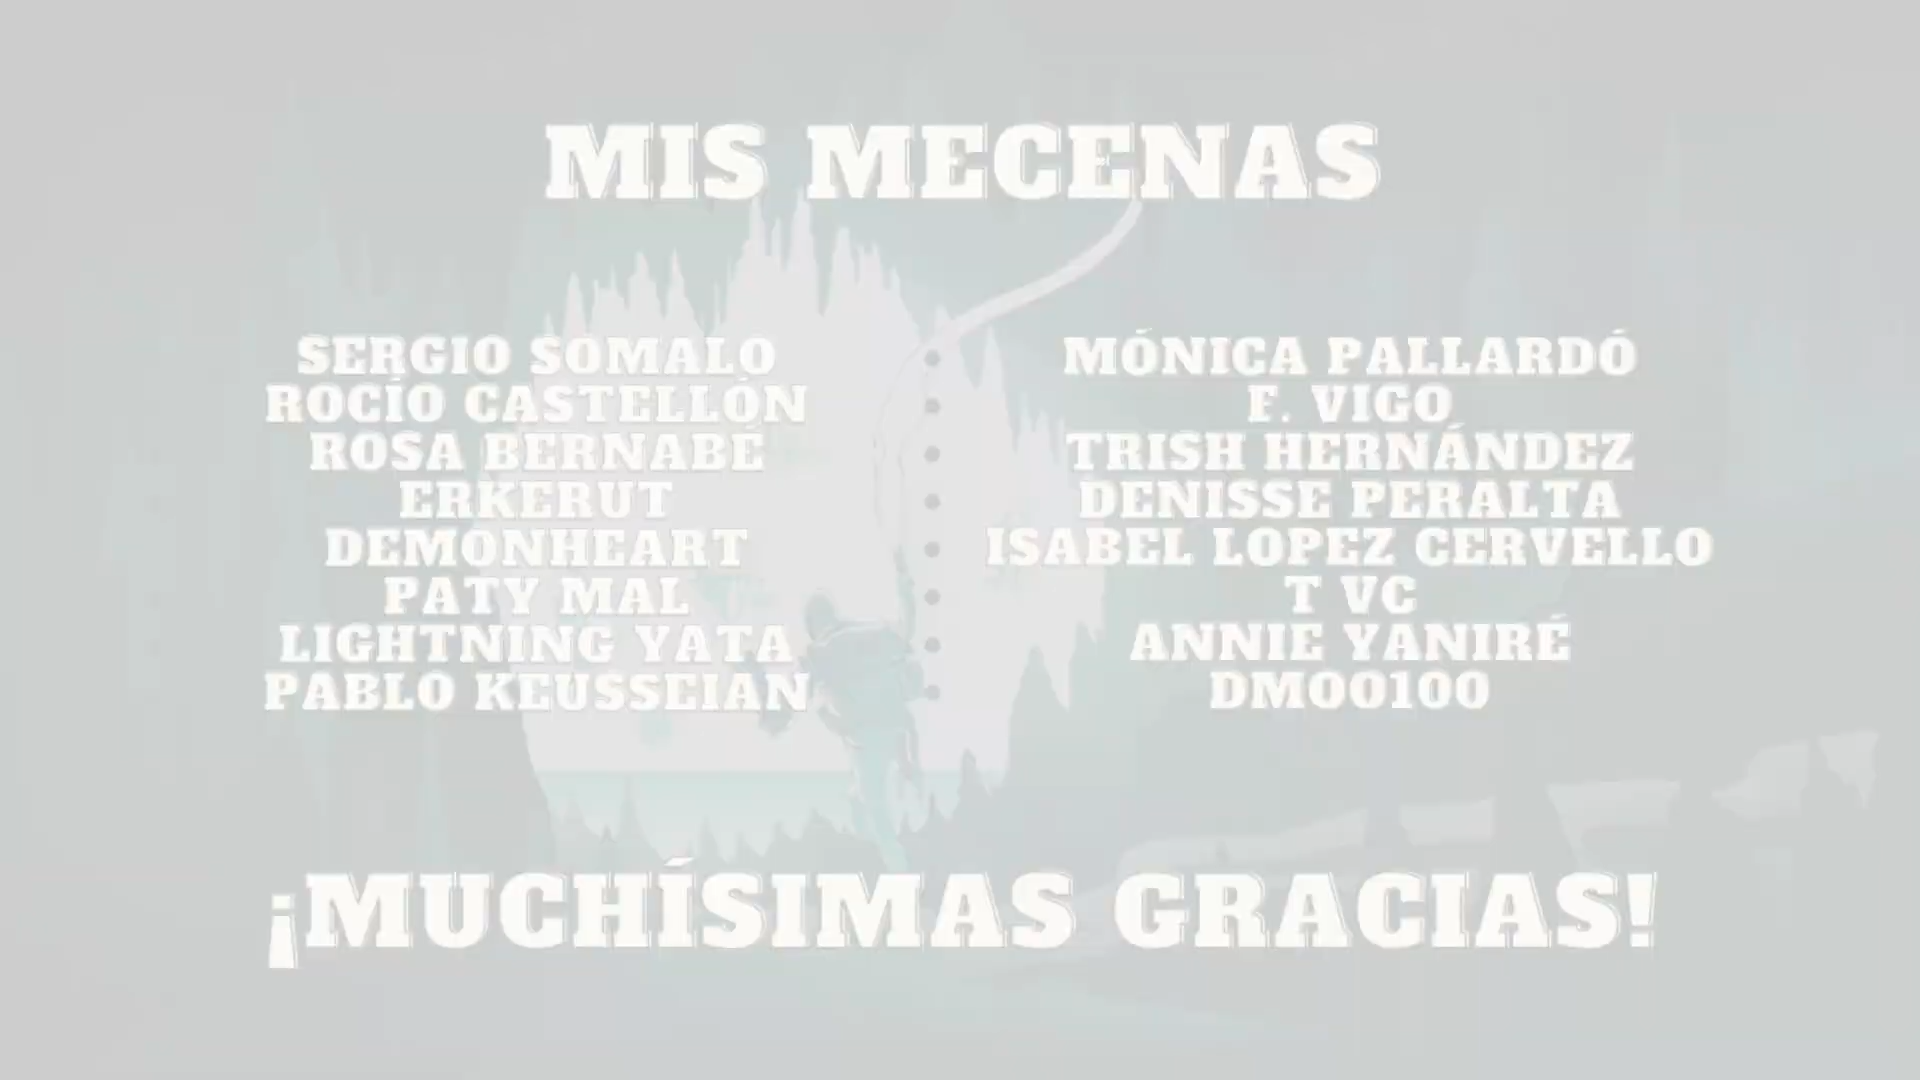 MIS MECENAS
SERGIO SOMALO
ROCÍO CASTELLÓN
ROSA BERNABÉ
ERKERUT
DEMONHEART
PATY MAL
LIGHTNING YATA
PABLO KEUSSEIAN
MÓNICA PALLARDÓ
F. VIGO
TRISH HERNÁNDEZ
DENISSE PERALTA
ISABEL LOPEZ CERVELLO
T VC
ANNIE YANIRÉ
DMO0100
¡MUCHÍSIMAS GRACIAS!